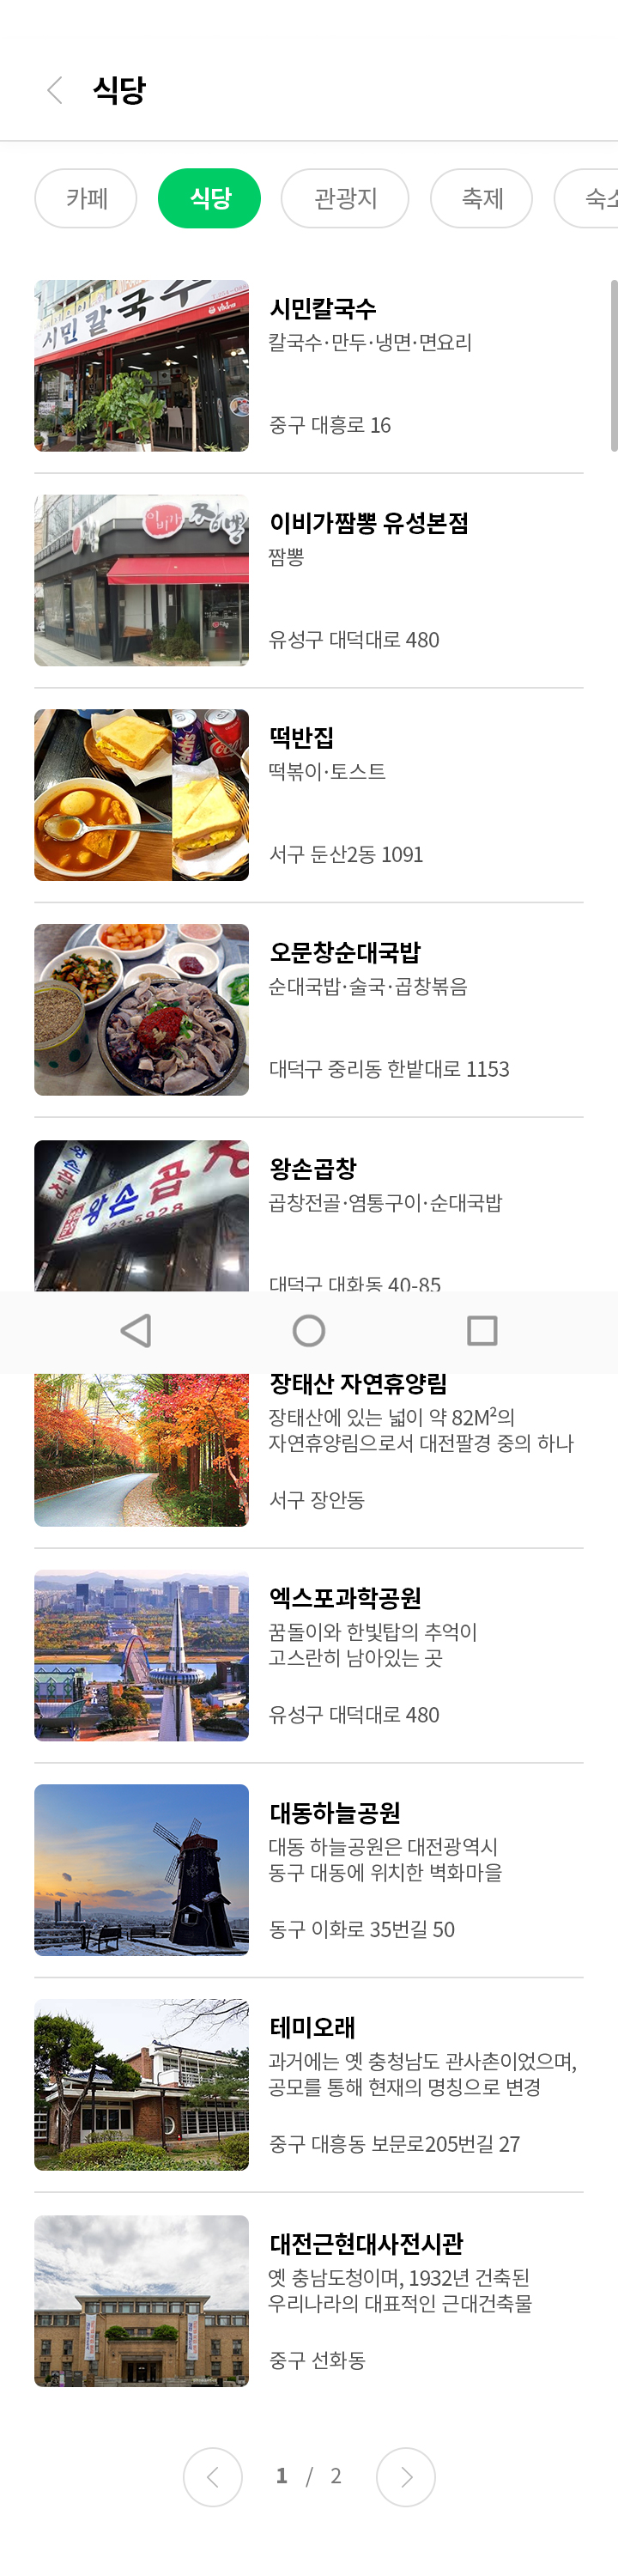 식당
카페
식당
관광지
축제
숙소
시민칼국수
시민칼국수
칼국수·만두·냉면·면요리
중구 대흥로 16
이비가짬뽕
이비가짬뽕 유성본점
짬뽕
유성구 대덕대로 480
떡반집
떡볶이·토스트
서구 둔산2동 1091
오문창순대국밥
순대국밥·술국·곱창볶음
대덕구 중리동 한밭대로 1153
왕손곱
623-5928
왕손곱창
곱창전골·염통구이·순대국밥
대덕구 대화동 40-85
장태산 자연휴양림
장태산에 있는 넓이 약 82M²의
자연휴양림으로서 대전팔경 중의 하나
서구 장안동
엑스포과학공원
꿈돌이와 한빛탑의 추억이
고스란히 남아있는 곳
유성구 대덕대로 480
대동하늘공원
대동 하늘공원은 대전광역시
동구 대동에 위치한 벽화마을
동구 이화로 35번길 50
테미오래
과거에는 옛 충청남도 관사촌이었으며,
공모를 통해 현재의 명칭으로 변경
중구 대흥동 보문로205번길 27
대전근현대사전시관
옛 충남도청이며, 1932년 건축된
우리나라의 대표적인 근대건축물
중구 선화동
1 / 2